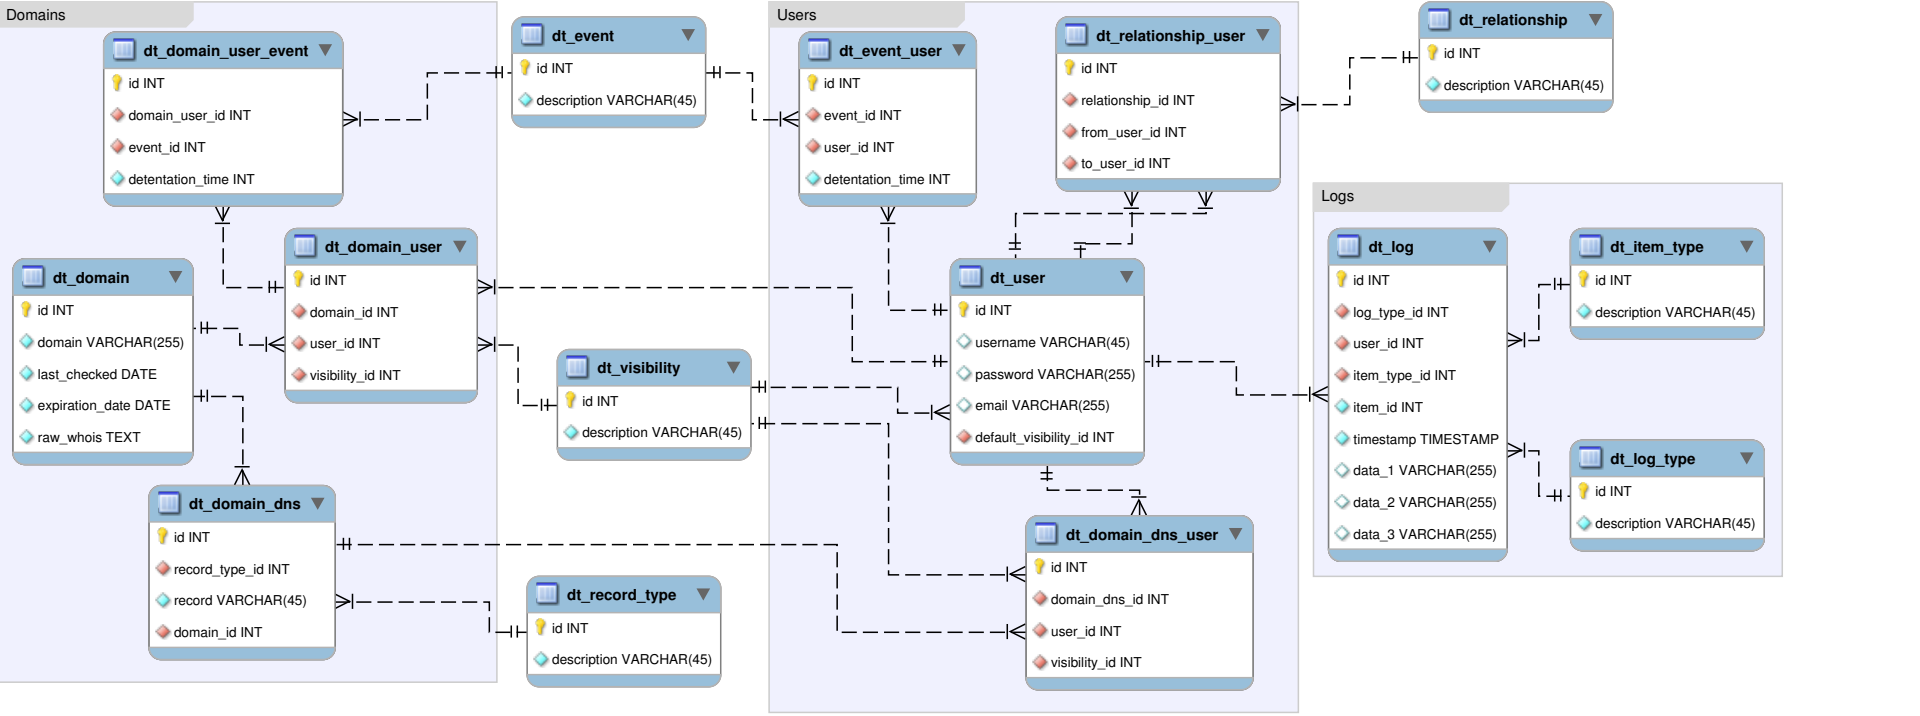 Domains
dt_domain_user_event
id INT
domain_user_id INT
event_id INT
detentation_time INT
dt_domain_user
id INT
domain_id INT
user_id INT
visibility_id INT
dt_domain
id INT
domain VARCHAR(255)
last_checked DATE
expiration_date DATE
raw_whois TEXT
dt_domain_dns
id INT
record_type_id INT
record VARCHAR(45)
domain_id INT
dt_event
id INT
description VARCHAR(45)
dt_visibility
id INT
description VARCHAR(45)
dt_record_type
id INT
description VARCHAR(45)
Users
dt_event_user
id INT
event_id INT
user_id INT
detentation_time INT
dt_relationship_user
id INT
relationship_id INT
from_user_id INT
to_user_id INT
dt_user
id INT
username VARCHAR(45)
password VARCHAR(255)
email VARCHAR(255)
default_visibility_id INT
dt_domain_dns_user
id INT
domain_dns_id INT
user_id INT
visibility_id INT
dt_relationship
id INT
description VARCHAR(45)
Logs
dt_log
id INT
log_type_id INT
user_id INT
item_type_id INT
item_id INT
timestamp TIMESTAMP
data_1 VARCHAR(255)
data_2 VARCHAR(255)
data_3 VARCHAR(255)
dt_item_type
id INT
description VARCHAR(45)
dt_log_type
id INT
description VARCHAR(45)